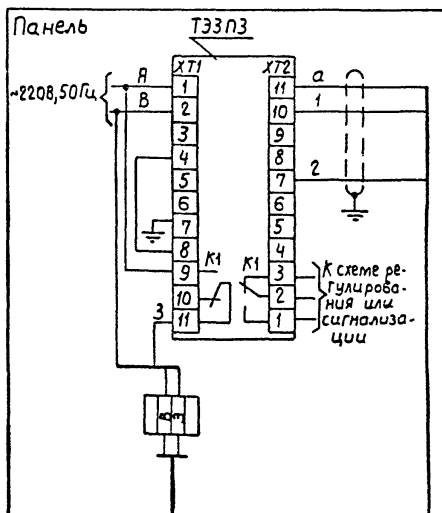 Панель
ТЭЗПЗ
ХТ1
ХТ2
~220В,50Гц
А
В
1
2
3
4
5
6
7
8
9
10
11
11
10
9
8
7
6
5
4
3
2
1
а
1
2
К1
К1
3
К схеме ре-
гулирова-
ния или
сигнализа-
ции
В
3